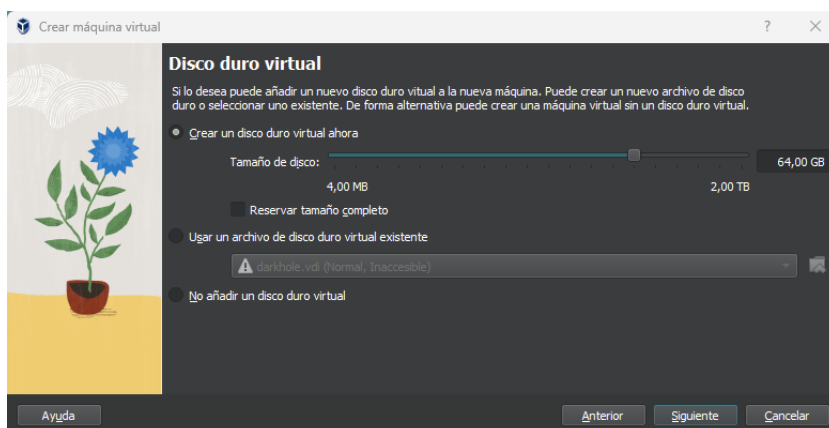 Crear máquina virtual
Disco duro virtual
Si lo desea puede añadir un nuevo disco duro vitual a la nueva máquina. Puede crear un nuevo archivo de disco
duro o seleccionar uno existente. De forma alternativa puede crear una máquina virtual sin un disco duro virtual.
Crear un disco duro virtual ahora
Tamaño de disco:
64,00 GB
4,00 MB
2,00 TB
Reservar tamaño completo
Usar un archivo de disco duro virtual existente
darkhole.vdi (Normal, Inaccesible)
No añadir un disco duro virtual
Ayuda
Anterior
Siguiente
Cancelar